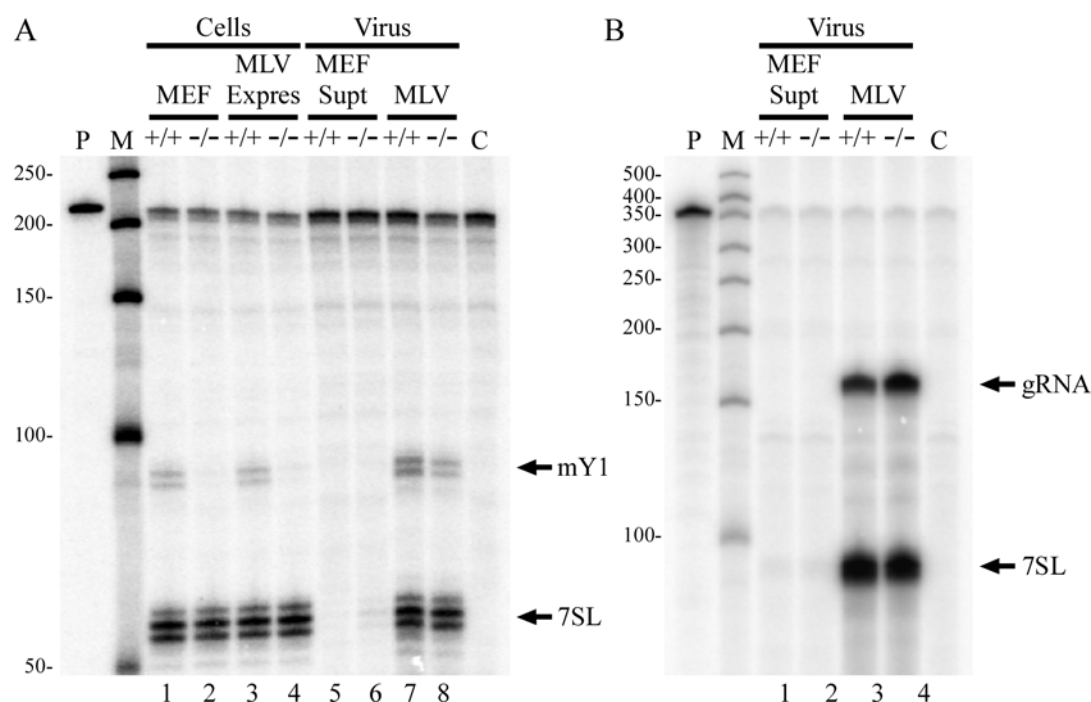 A
Cells Virus
MEF MLV Expres MEF Supt MLV
P M +/+ -/- +/+ -/- +/+ -/- +/+ -/- C
250-
200-
150-
100-
mY1
7SL
50-
1 2 3 4 5 6 7 8
B
Virus
MEF Supt MLV
P M +/+ -/- +/+ -/- C
500-
400-
350-
300-
250-
200-
gRNA
150-
100-
7SL
1 2 3 4